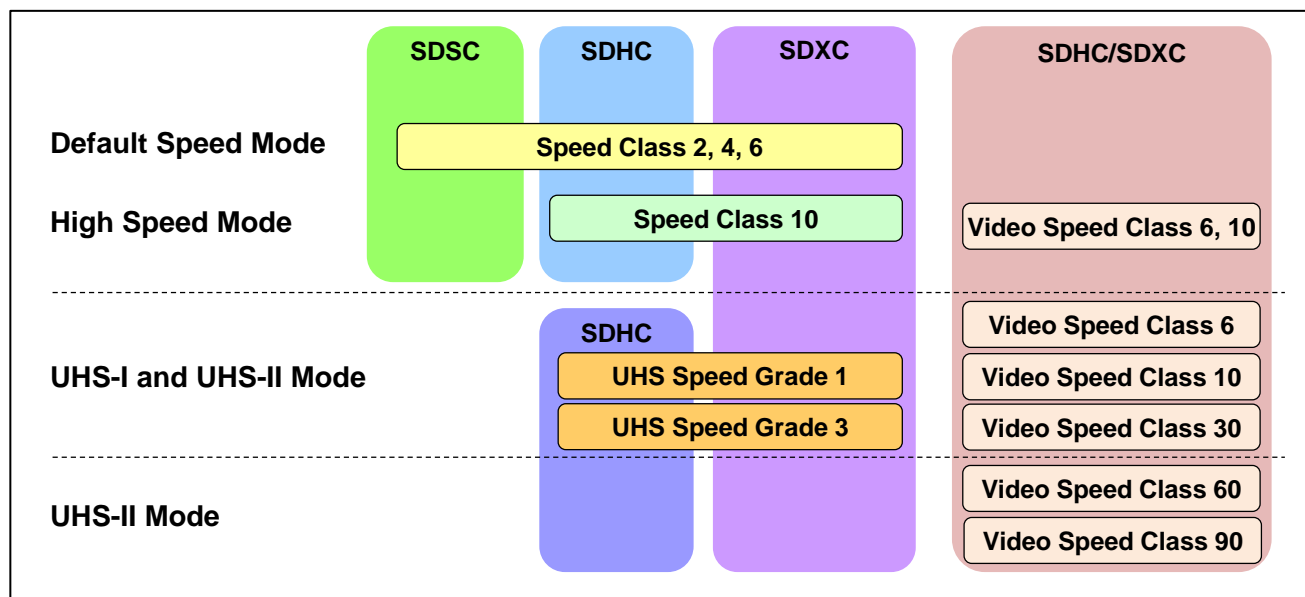 SDSC
SDHC
SDXC
SDHC/SDXC
Default Speed Mode
Speed Class 2, 4, 6
High Speed Mode
Speed Class 10
Video Speed Class 6, 10
Video Speed Class 6
SDHC
UHS-I and UHS-II Mode
UHS Speed Grade 1
Video Speed Class 10
UHS Speed Grade 3
Video Speed Class 30
UHS-II Mode
Video Speed Class 60
Video Speed Class 90